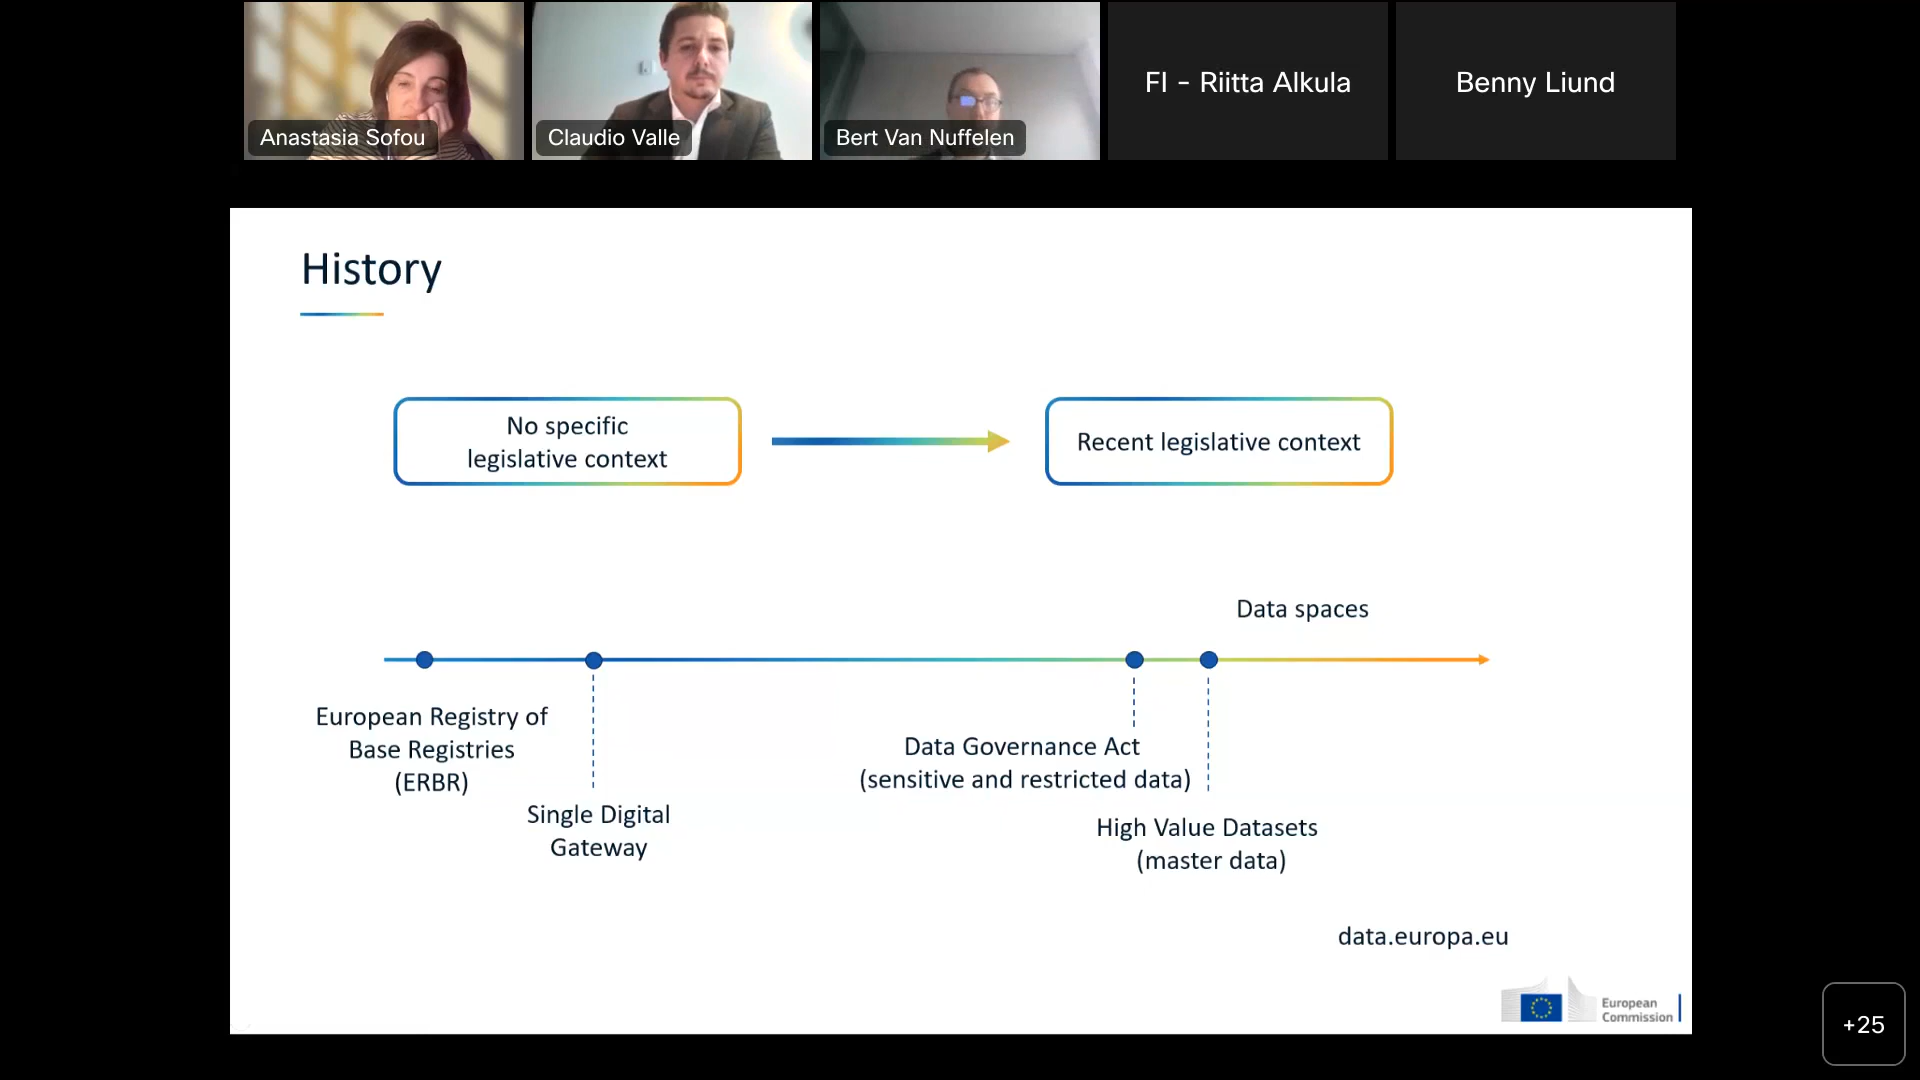 Anastasia Sofou
Claudio Valle
Bert Van Nuffelen
FI - Riitta Alkula
Benny Liund
History
No specific
legislative context
Recent legislative context
Data spaces
European Registry of
Base Registries
(ERBR)
Single Digital
Gateway
Data Governance Act
(sensitive and restricted data)
High Value Datasets
(master data)
data.europa.eu
European
Commission
+25